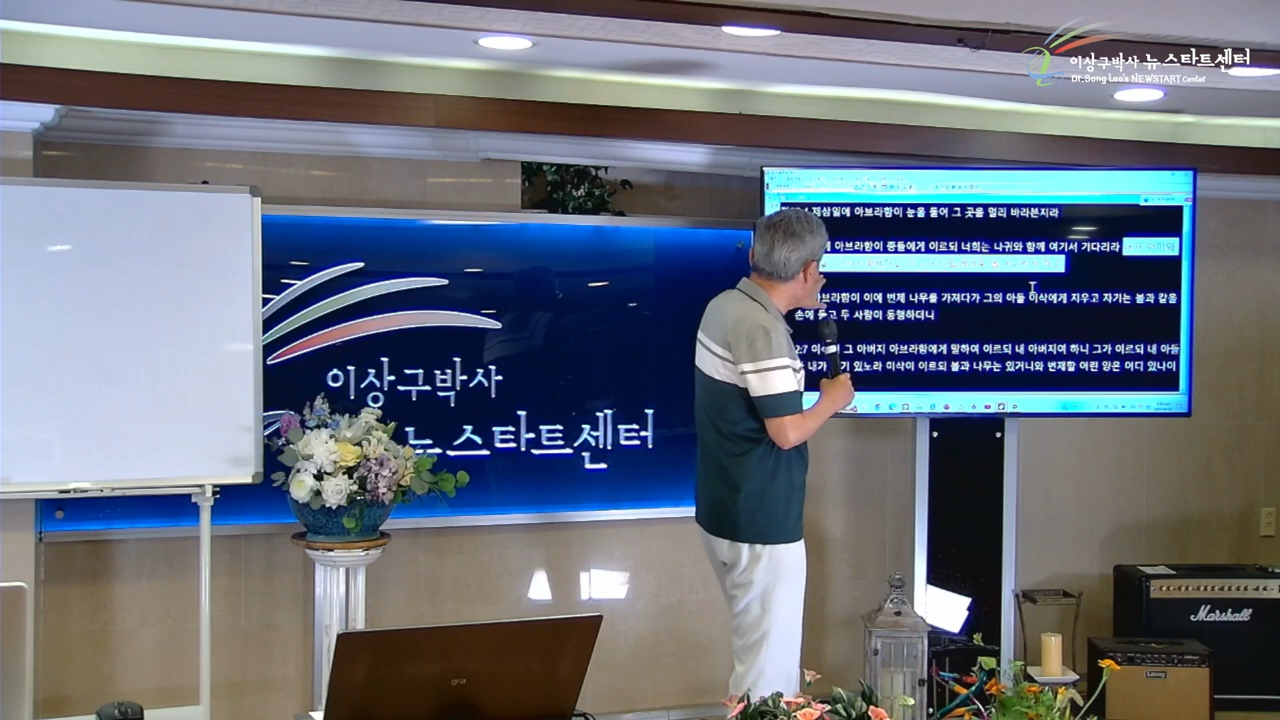 이상구박사 뉴스타트센터
Dr. Sang Lee's NEWSTART Center
제삼일에 아브라함이 눈을 들어 그 곳을 멀리 바라본지라
아브라함이 종들에게 이르되 너희는 나귀와 함께 여기서 기다리라
아이와
브라함이 이에 번제 나무를 가져다가 그의 아들 이삭에게 지우고 자기는 불과 칼을
손에 들고 두 사람이 동행하더니
2:7 이삭이 그 아버지 아브라함에게 말하여 이르되 내 아버지여 하니 그가 이르되 내 아들
내가 여기 있노라 이삭이 이르되 불과 나무는 있거니와 번제할 어린 양은 어디 있나이
이상구박사
뉴스타트센터
gram
Marshall
Laney